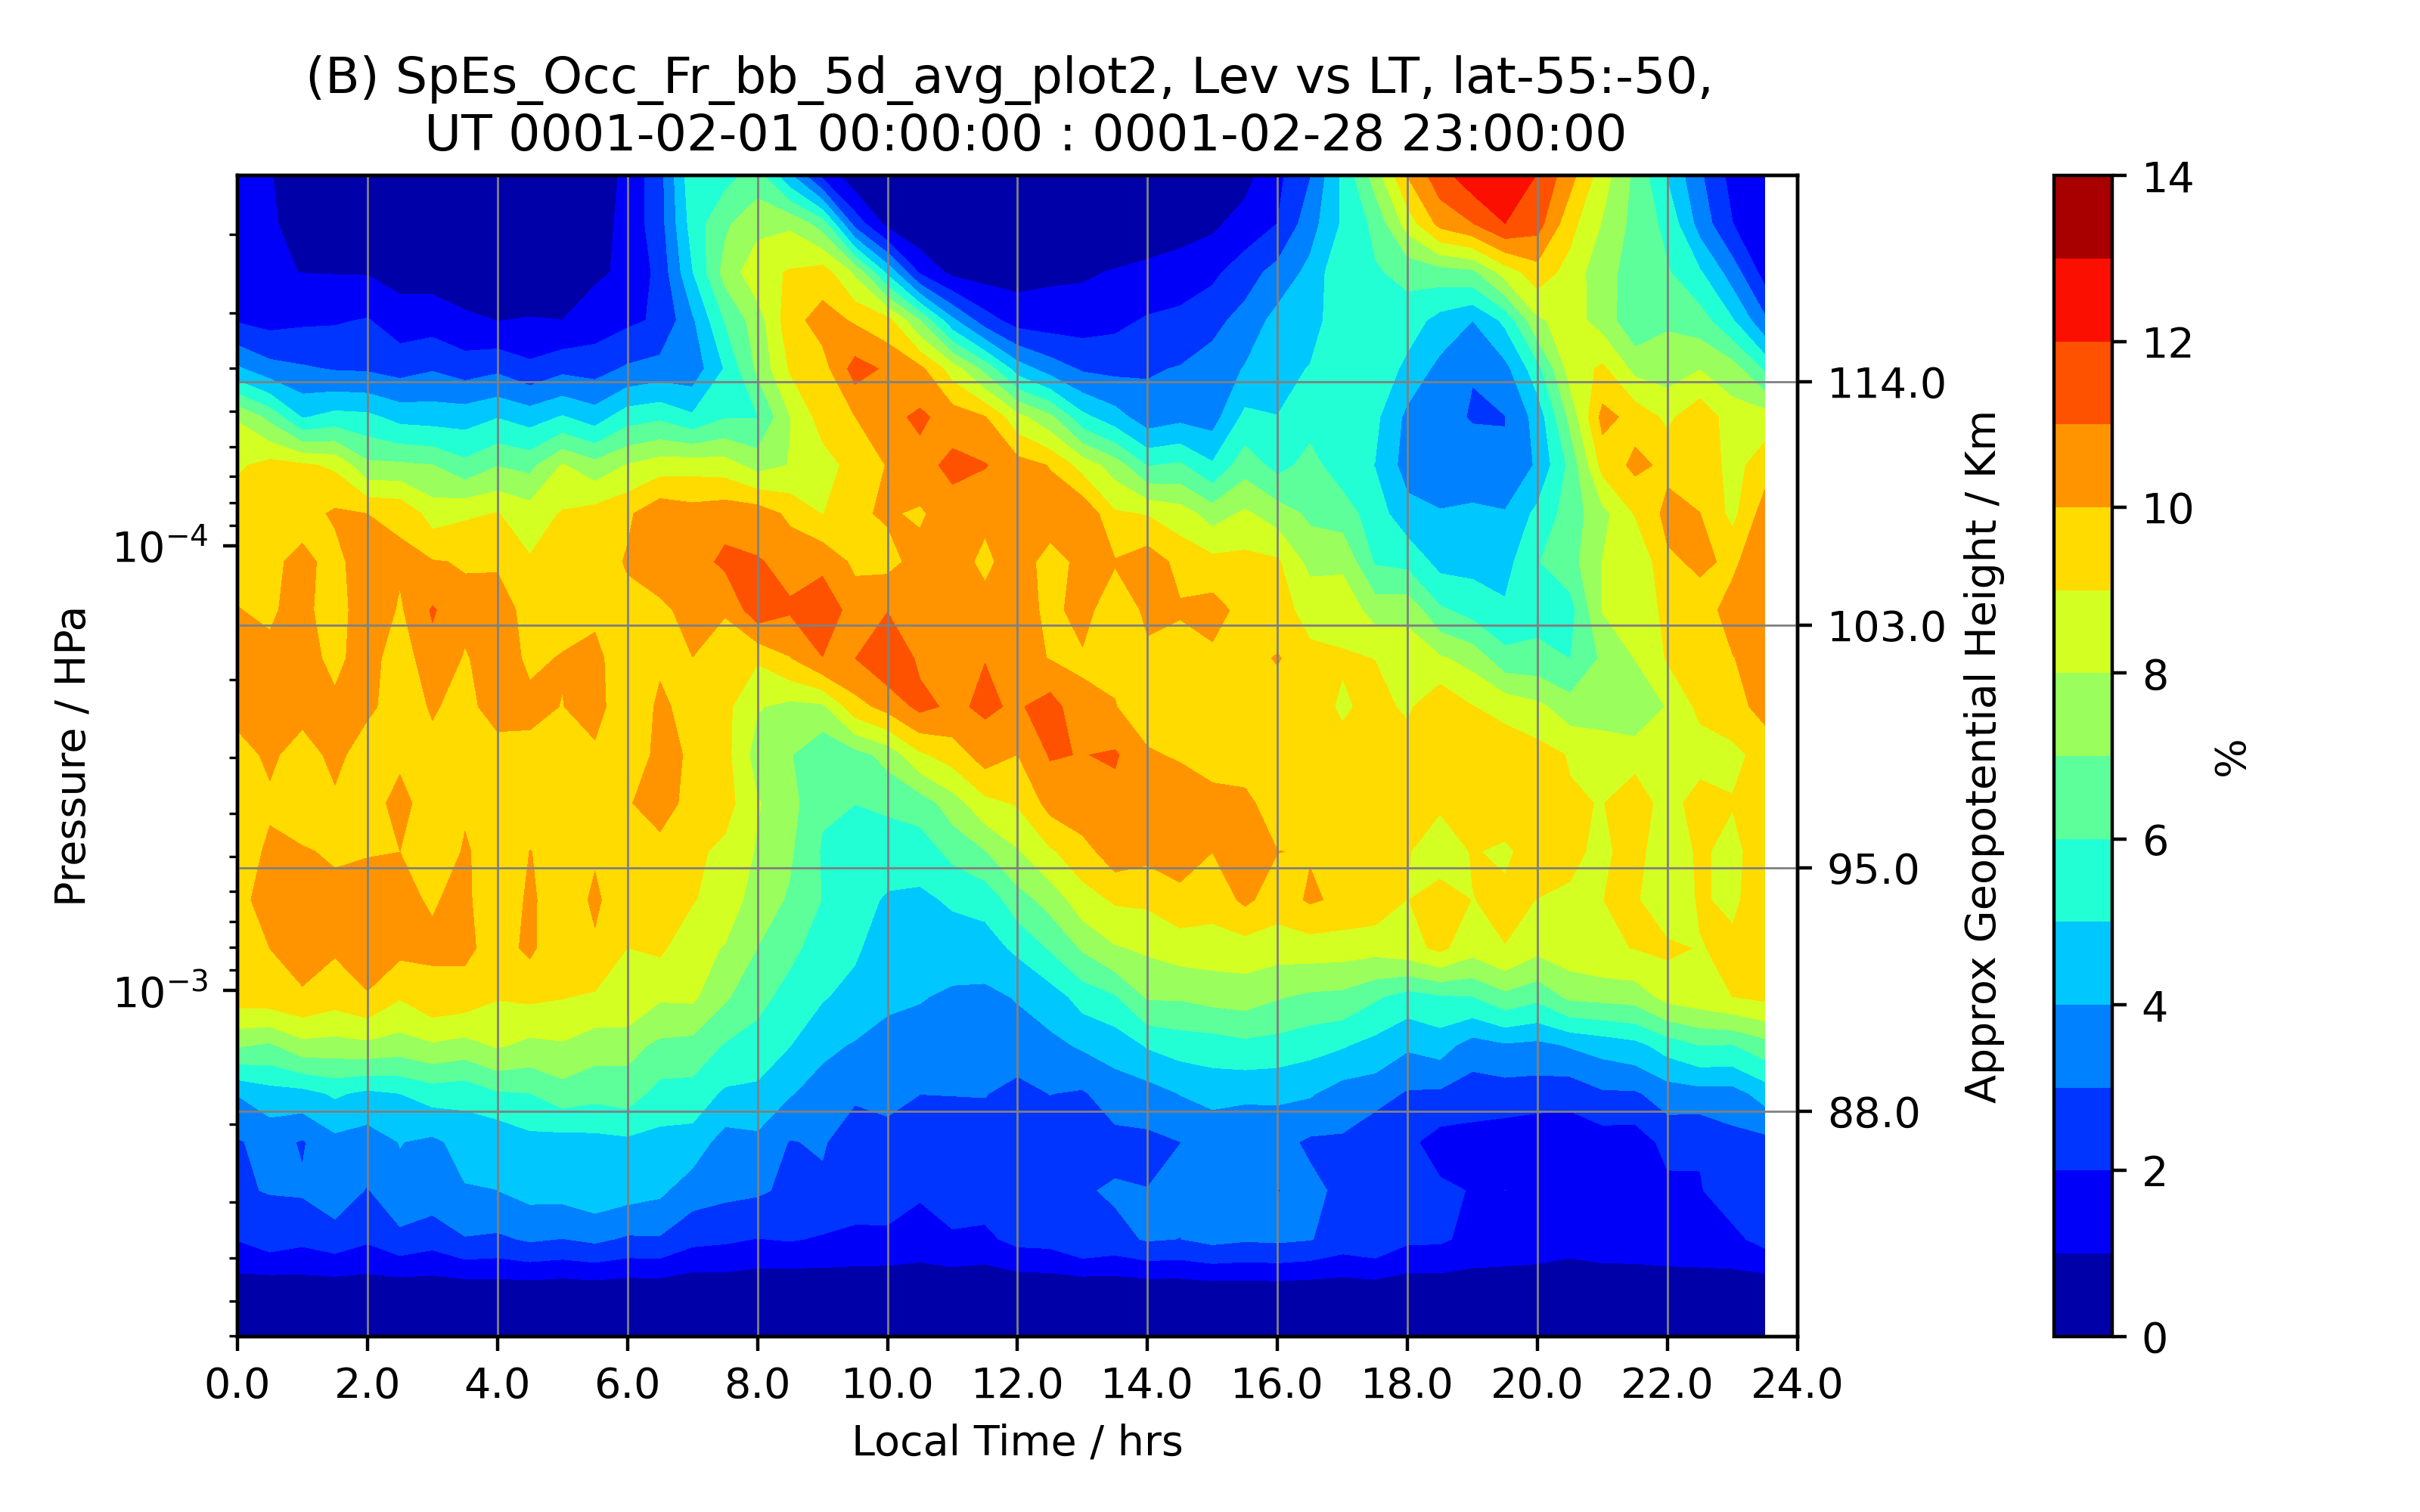 (B) SpEs_Occ_Fr_bb_5d_avg_plot2, Lev vs LT, lat-55:-50,
UT 0001-02-01 00:00:00 : 0001-02-28 23:00:00
Pressure / HPa
10⁻⁴
10⁻³
0.0 2.0 4.0 6.0 8.0 10.0 12.0 14.0 16.0 18.0 20.0 22.0 24.0
Local Time / hrs
114.0
103.0
95.0
88.0
Approx Geopotential Height / Km
14
12
10
8
6
4
2
0
%